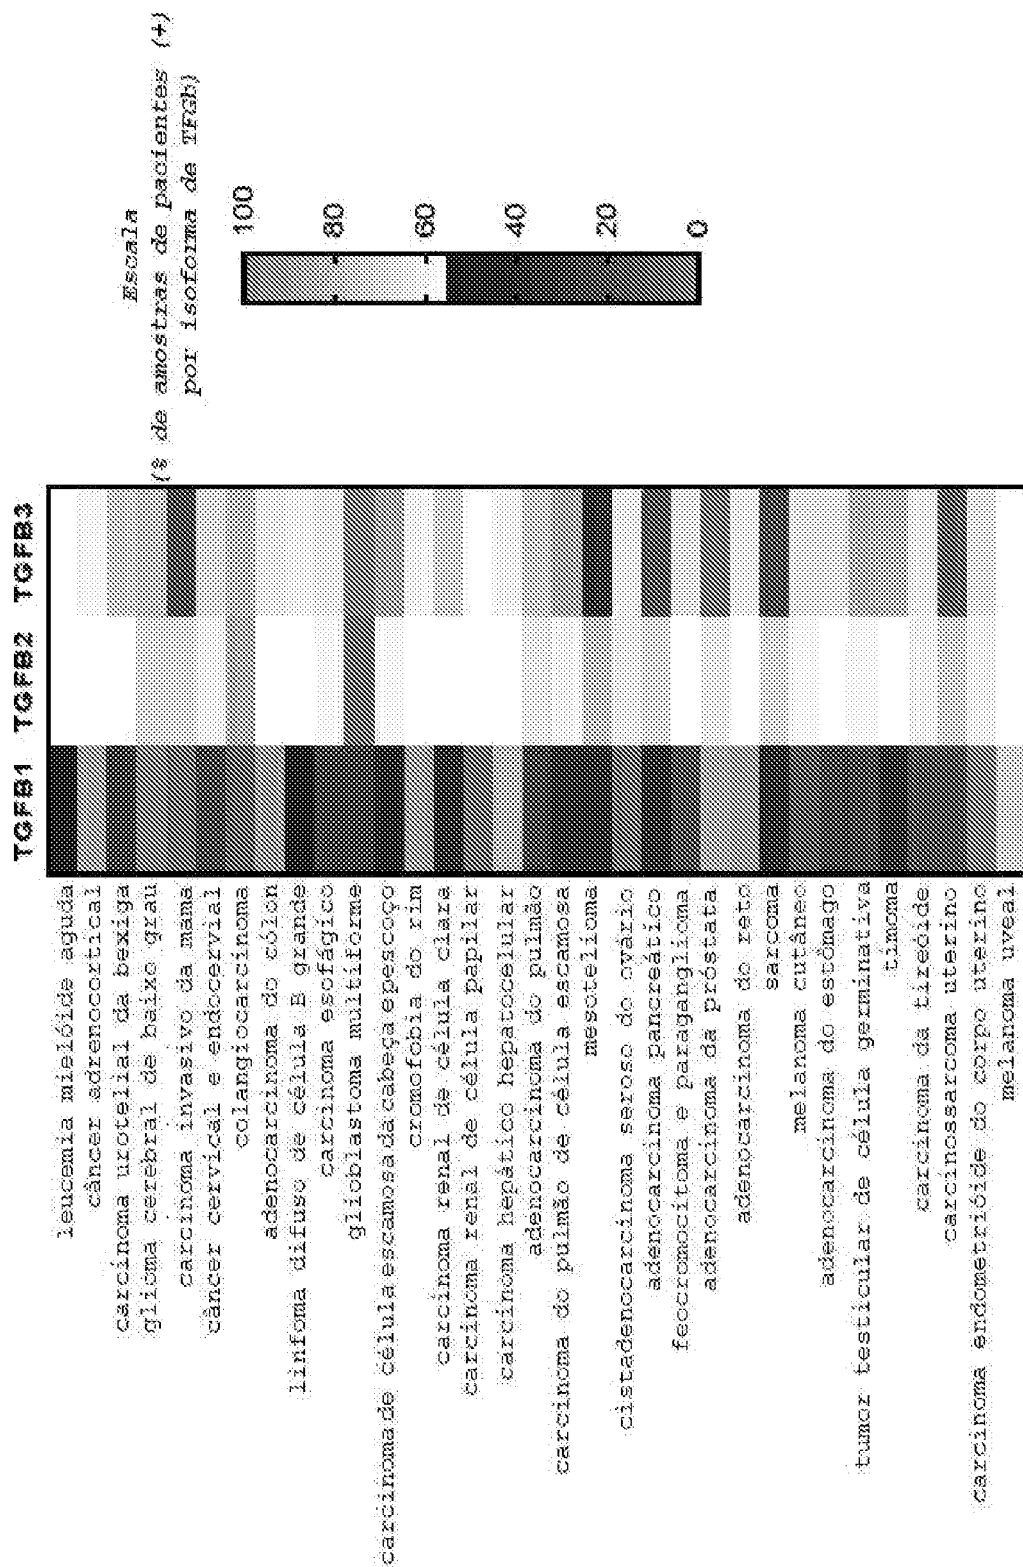 TGFB1 TGFB2 TGFB3
leucemia mielóide aguda
câncer adrenocortical
carcinoma urotelial da bexiga
glioma cerebral de baixo grau
carcinoma invasivo da mama
câncer cervical e endocervial
colangiocarcinoma
adenocarcinoma do cólon
linfoma difuso de célula B grande
carcinoma esofágico
glioblastoma multiforme
carcinoma de célula escamosa da cabeça e pescoço
cromofobia do rim
carcinoma renal de célula clara
carcinoma renal de célula papilar
carcinoma hepático hepatocelular
adenocarcinoma do pulmão
carcinoma do pulmão de célula escamosa
mesotelioma
cistadenocarcinoma seroso do ovário
adenocarcinoma pancreático
feocromocitoma e paraganglioma
adenocarcinoma da próstata
adenocarcinoma do reto
sarcoma
melanoma cutâneo
adenocarcinoma do estômago
tumor testicular de célula germinativa
timoma
carcinoma da tireóide
carcinossarcoma uterino
carcinoma endometrióide do corpo uterino
melanoma uveal
Escala
(% de amostras de pacientes (+)
por isoforma de TFGb)
100
80
60
40
20
0